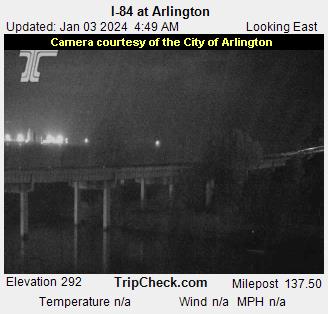 I-84 at Arlington
Updated: Jan 03 2024 4:49 AM Looking East
Camera courtesy of the City of Arlington
Elevation 292 TripCheck.com Milepost 137.50
Temperature n/a Wind n/a MPH n/a